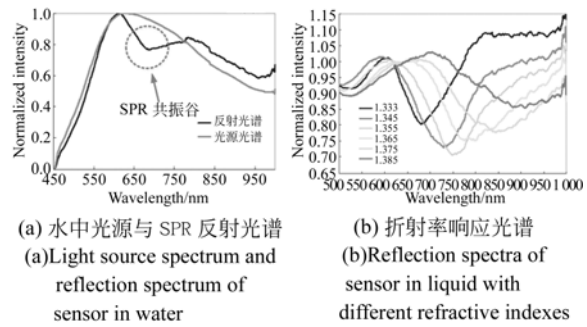 Normalized intensity
1.0
0.8
0.6
0.4
0.2
0.0
SPR 共振谷
反射光谱
光源光谱
450 550 650 750 850
Wavelength/nm
(a) 水中光源与 SPR 反射光谱
(a)Light source spectrum and
reflection spectrum of
sensor in water
Normalized intensity
1.15
1.10
1.05
1.00
0.95
0.90
0.85
0.80
0.75
0.70
0.65
1.333
1.345
1.355
1.365
1.375
1.385
500 600 700 800 900 1 000
Wavelength/nm
(b) 折射率响应光谱
(b)Reflection spectra of
sensor in liquid with
different refractive indexes